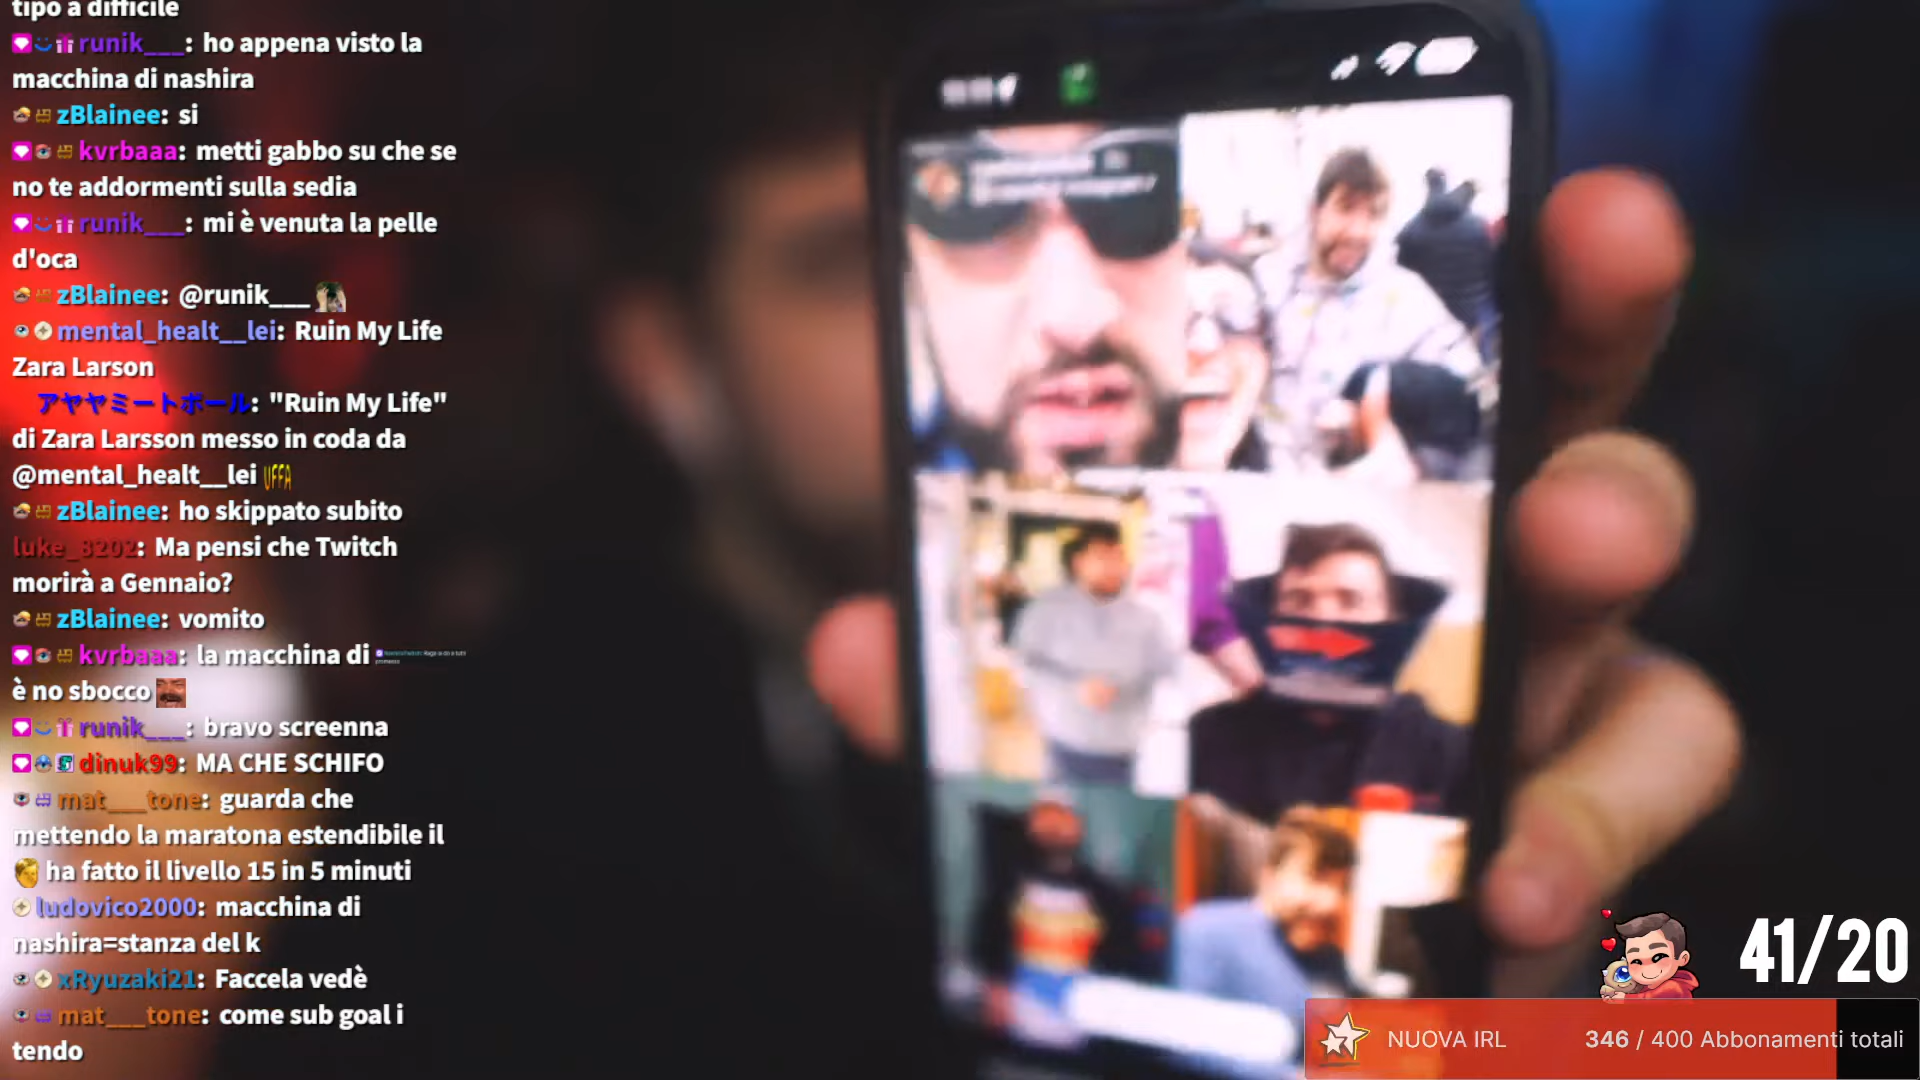 tipo a difficile
runik___: ho appena visto la
macchina di nashira
zBlainee: si
kvrbaaa: metti gabbo su che se
no te addormenti sulla sedia
runik___: mi è venuta la pelle
d'oca
zBlainee: @runik___
mental_healt__lei: Ruin My Life
Zara Larson
アヤヤミートボール: "Ruin My Life"
di Zara Larsson messo in coda da
@mental_healt__lei UFFA
zBlainee: ho skippato subito
luke_8202: Ma pensi che Twitch
morirà a Gennaio?
zBlainee: vomito
kvrbaaa: la macchina di
è no sbocco
runik___: bravo screenna
dinuk99: MA CHE SCHIFO
mat___tone: guarda che
mettendo la maratona estendibile il
ha fatto il livello 15 in 5 minuti
ludovico2000: macchina di
nashira=stanza del k
xRyuzaki21: Faccela vedè
mat___tone: come sub goal i
tendo
41/20
7
NUOVA IRL 346 / 400 Abbonamenti totali